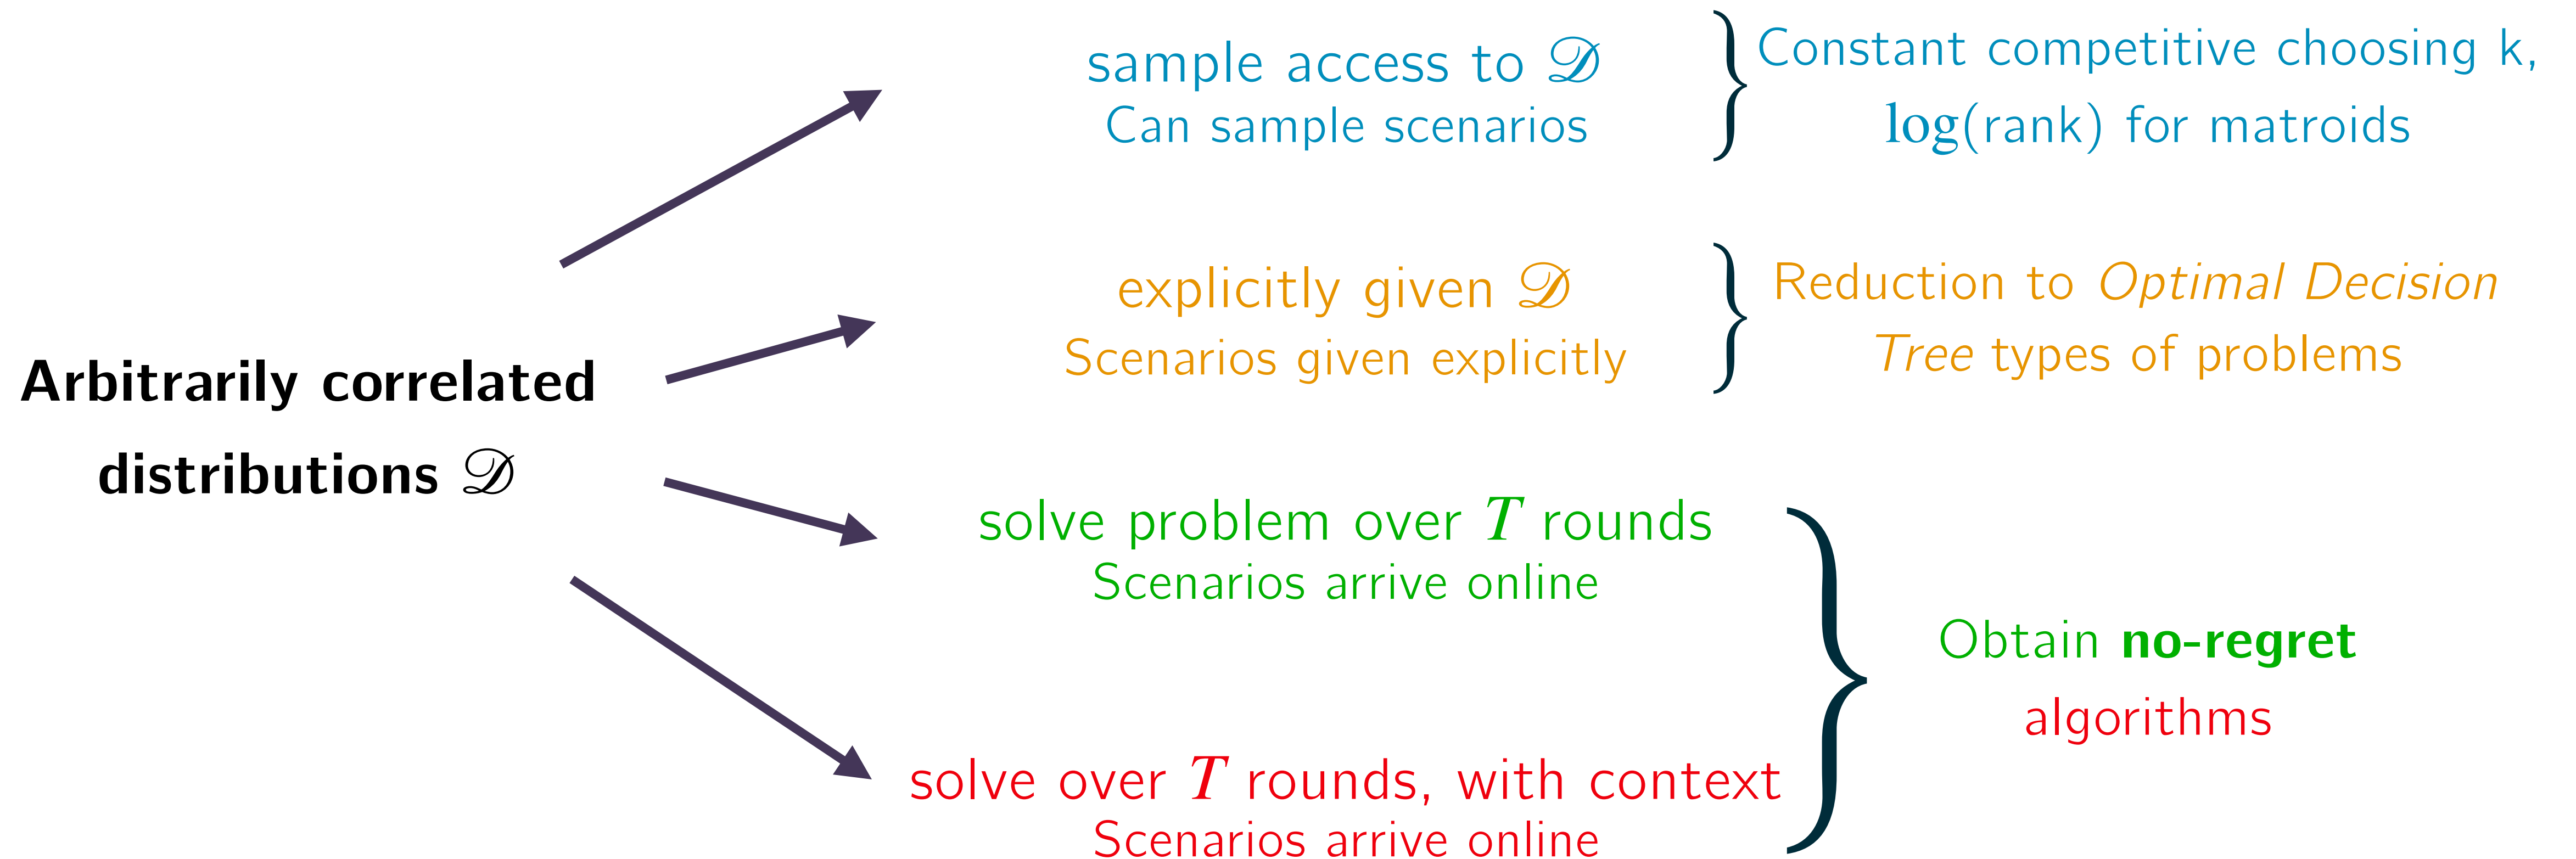 Arbitrarily correlated
distributions 𝒟
sample access to 𝒟
Can sample scenarios
Constant competitive choosing k,
log(rank) for matroids
explicitly given 𝒟
Scenarios given explicitly
Reduction to Optimal Decision
Tree types of problems
solve problem over T rounds
Scenarios arrive online
solve over T rounds, with context
Scenarios arrive online
Obtain no-regret
algorithms